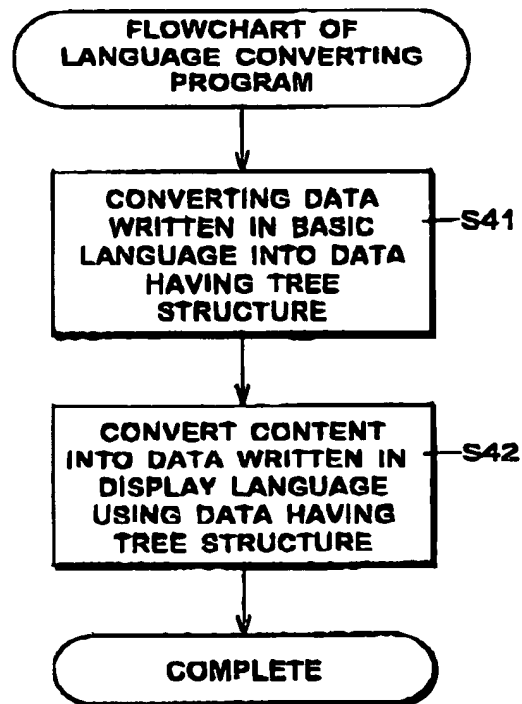 FLOWCHART OF
LANGUAGE CONVERTING
PROGRAM
CONVERTING DATA
WRITTEN IN BASIC
LANGUAGE INTO DATA
HAVING TREE
STRUCTURE
S41
CONVERT CONTENT
INTO DATA WRITTEN IN
DISPLAY LANGUAGE
USING DATA HAVING
TREE STRUCTURE
S42
COMPLETE